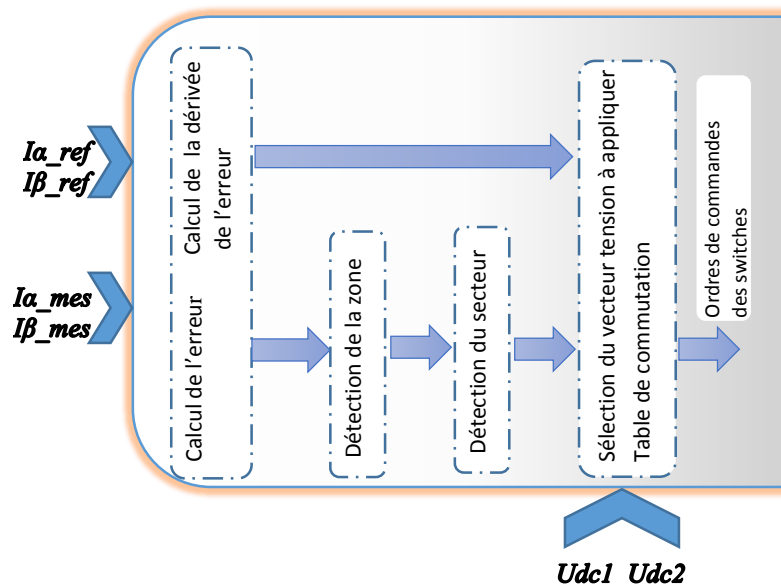 Iα_ref
Iβ_ref
Iα_mes
Iβ_mes
Calcul de l'erreur
Calcul de la dérivée
de l'erreur
Détection de la zone
Détection du secteur
Sélection du vecteur tension à appliquer
Table de commutation
Ordres de commandes
des switches
Udc1 Udc2